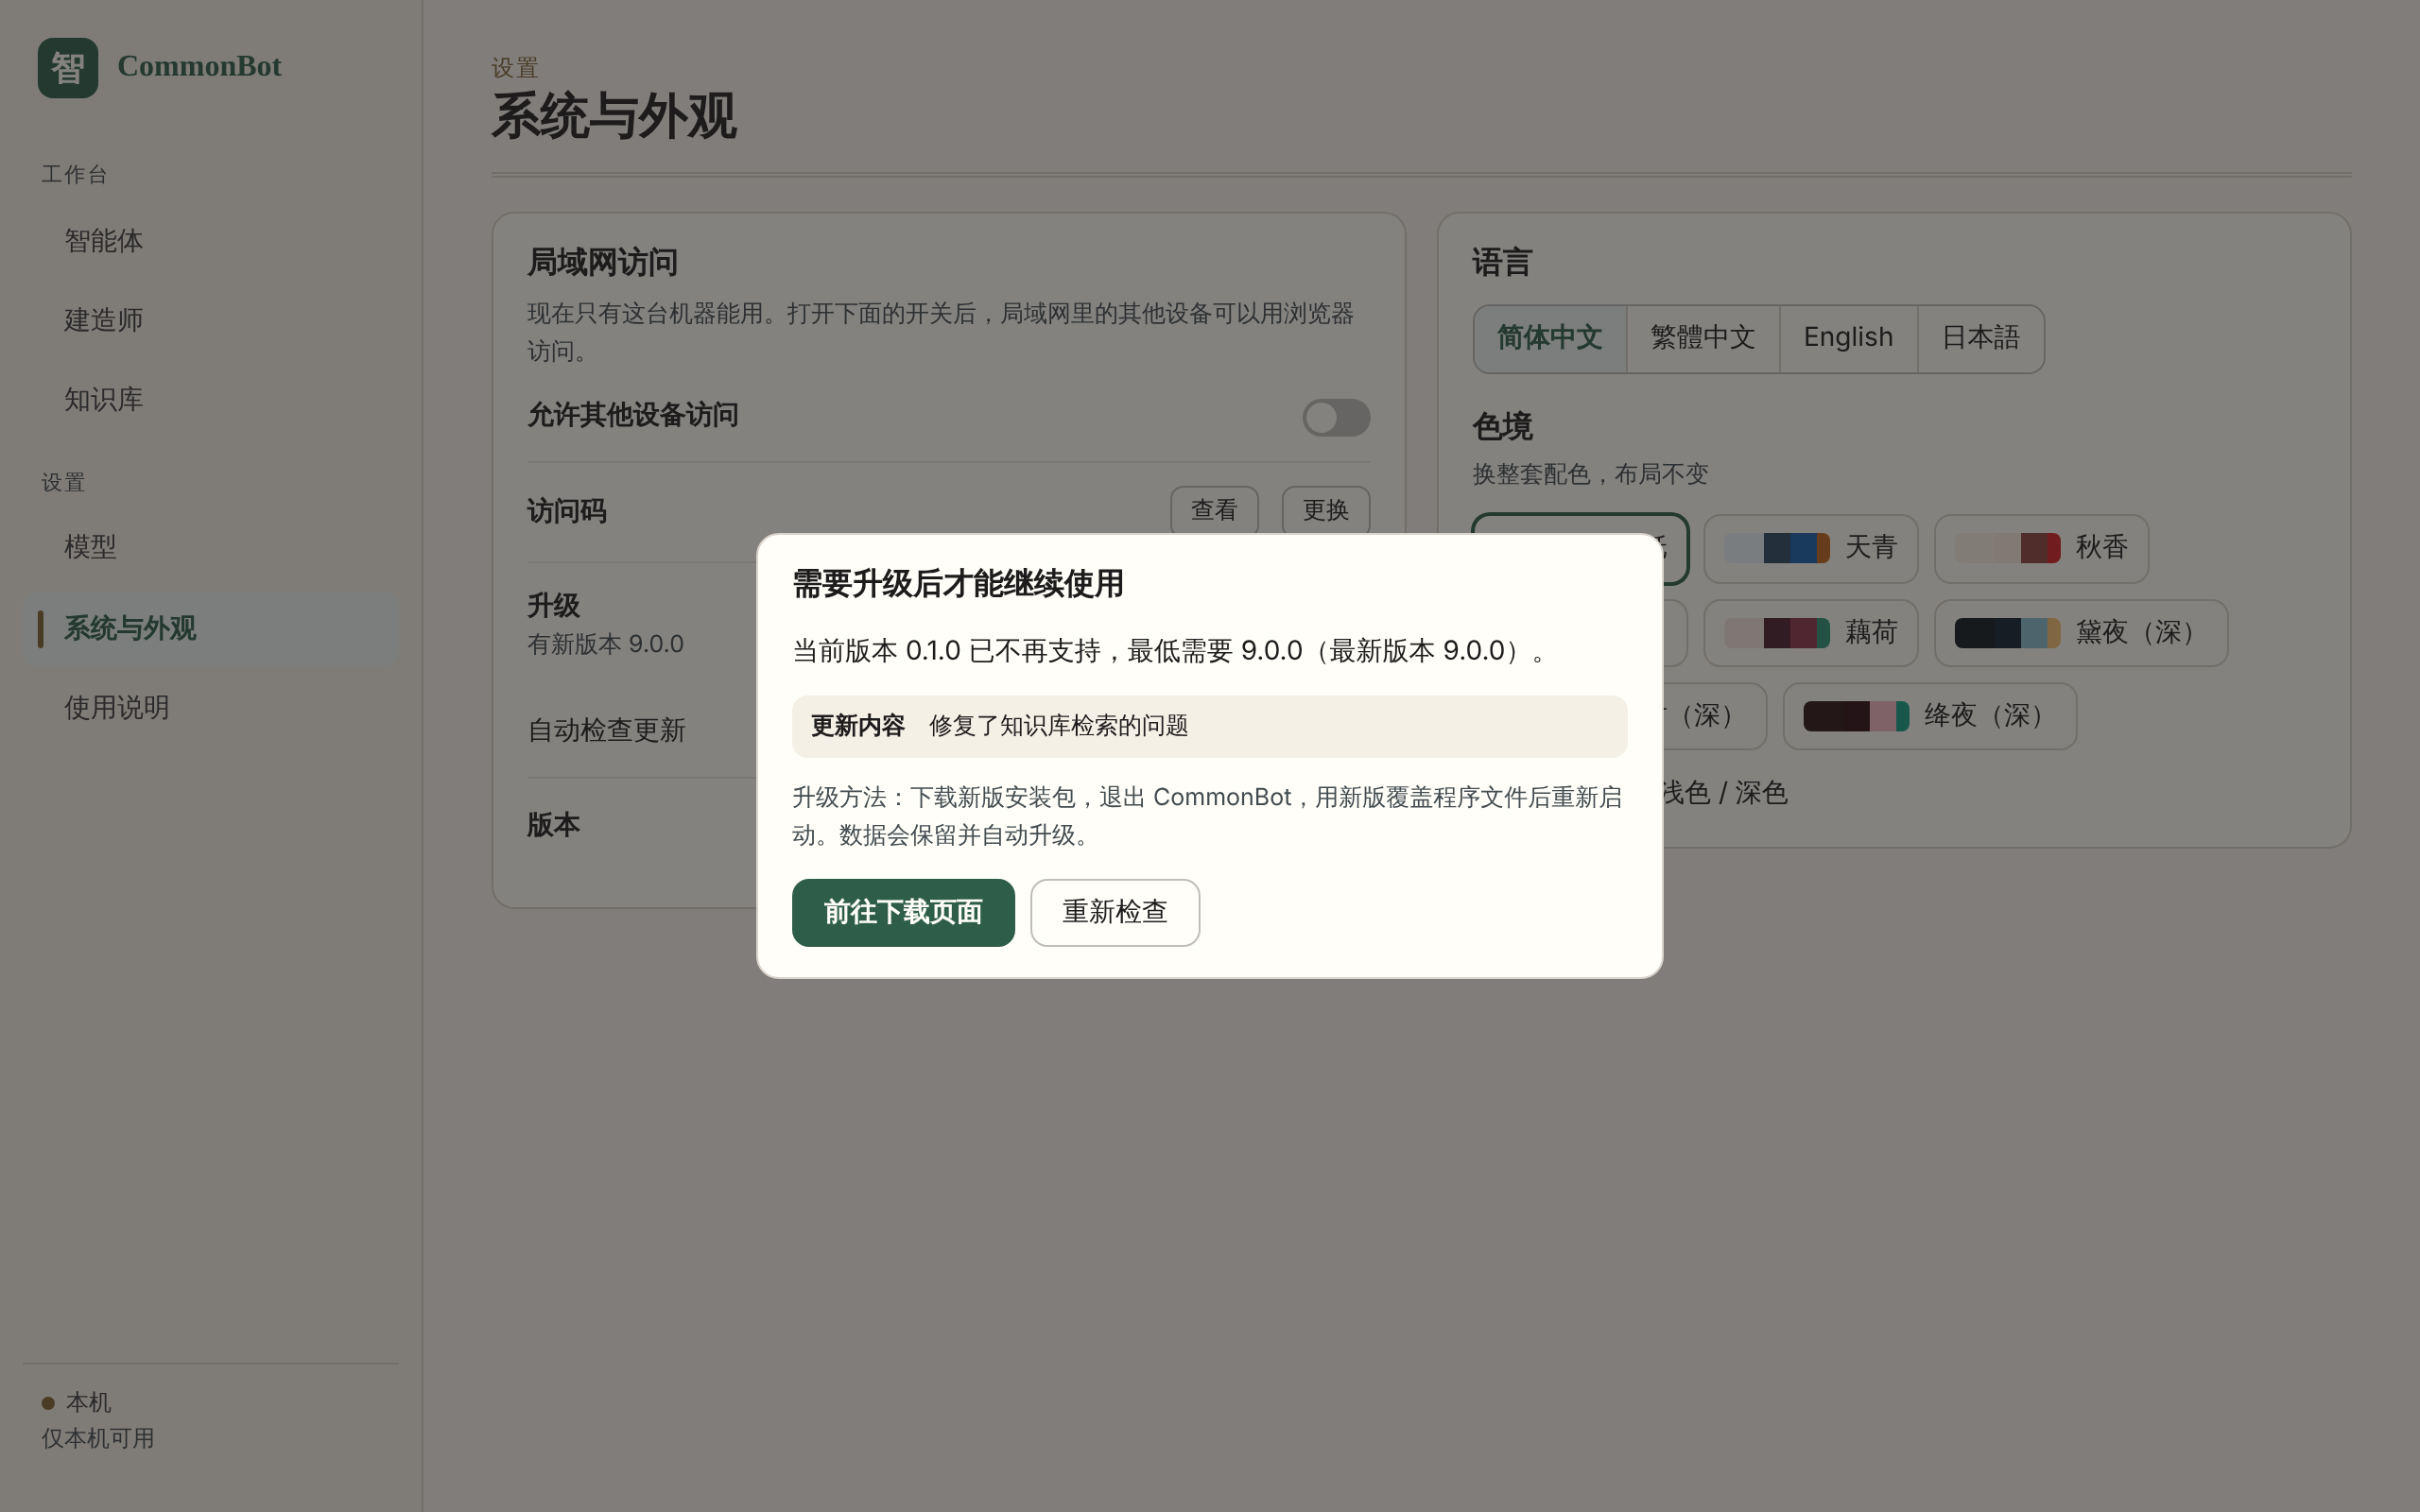 智 CommonBot
工作台
智能体
建造师
知识库
设置
模型
系统与外观
使用说明
本机
仅本机可用
设置
系统与外观
局域网访问
现在只有这台机器能用。打开下面的开关后，局域网里的其他设备可以用浏览器
访问。
允许其他设备访问
访问码 查看 更换
升级
有新版本 9.0.0
自动检查更新
版本
语言
简体中文 繁體中文 English 日本語
色境
换整套配色，布局不变
天青 秋香
藕荷 黛夜（深）
（深） 绛夜（深）
浅色 / 深色
需要升级后才能继续使用
当前版本 0.1.0 已不再支持，最低需要 9.0.0（最新版本 9.0.0）。
更新内容 修复了知识库检索的问题
升级方法：下载新版安装包，退出 CommonBot，用新版覆盖程序文件后重新启
动。数据会保留并自动升级。
前往下载页面 重新检查